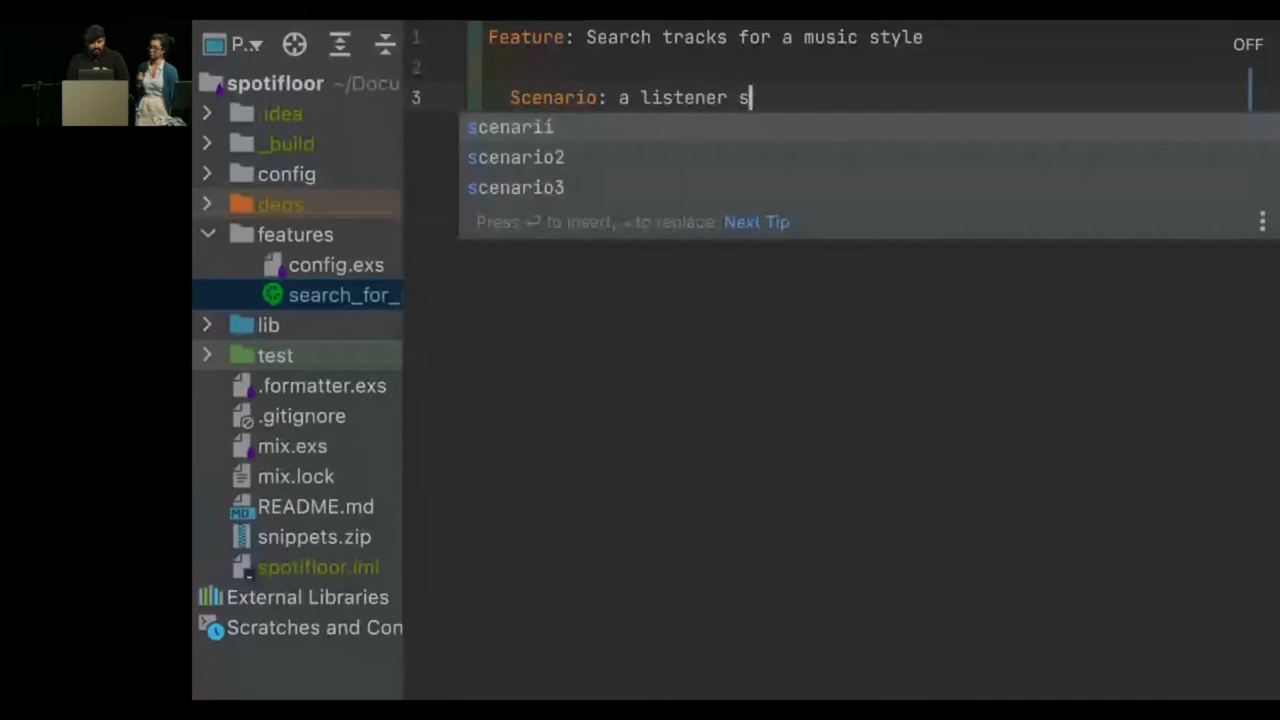 P..
spotifloor ~/Docu
.idea
_build
config
deps
features
config.exs
search_for_
lib
test
.formatter.exs
.gitignore
mix.exs
mix.lock
README.md
snippets.zip
spotifloor.iml
External Libraries
Scratches and Con
1 Feature: Search tracks for a music style
2
3 Scenario: a listener s
OFF
scenarii
scenario2
scenario3
Press ⏎ to insert, → to replace Next Tip